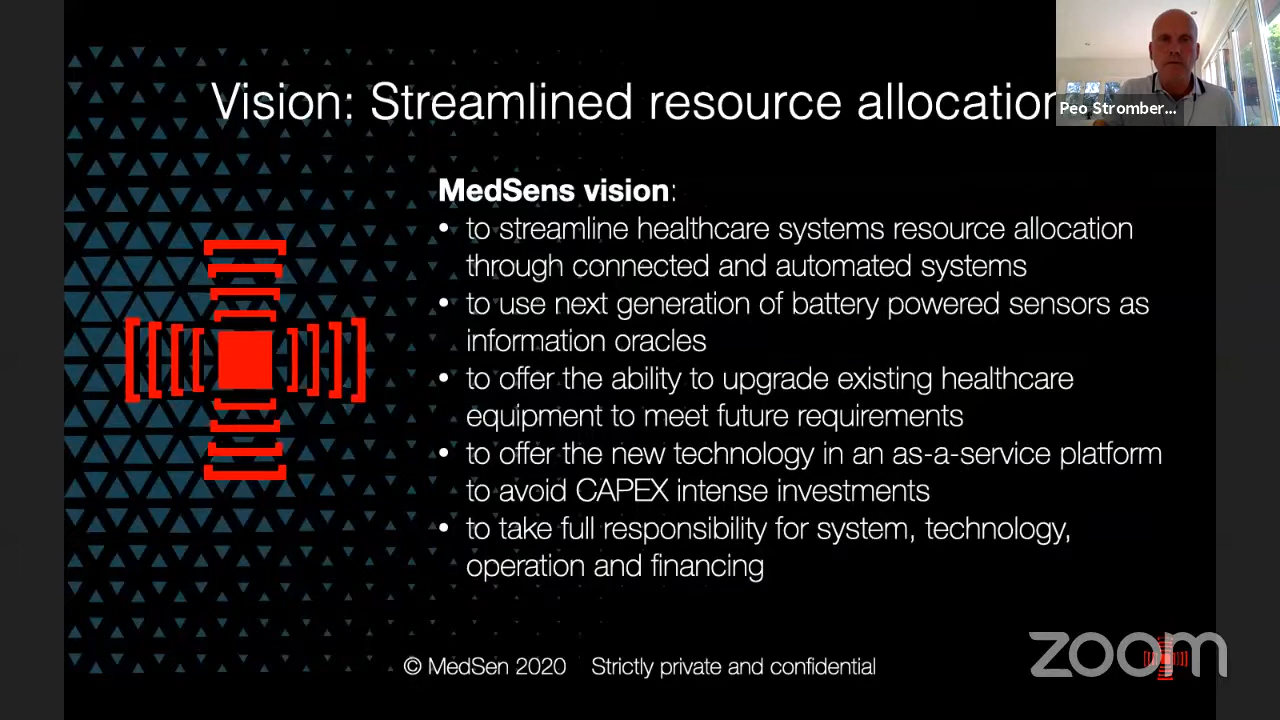 Vision: Streamlined resource allocation
Peo Stromber...
MedSens vision:
• to streamline healthcare systems resource allocation
through connected and automated systems
• to use next generation of battery powered sensors as
information oracles
• to offer the ability to upgrade existing healthcare
equipment to meet future requirements
• to offer the new technology in an as-a-service platform
to avoid CAPEX intense investments
• to take full responsibility for system, technology,
operation and financing
© MedSen 2020 Strictly private and confidential
zoom